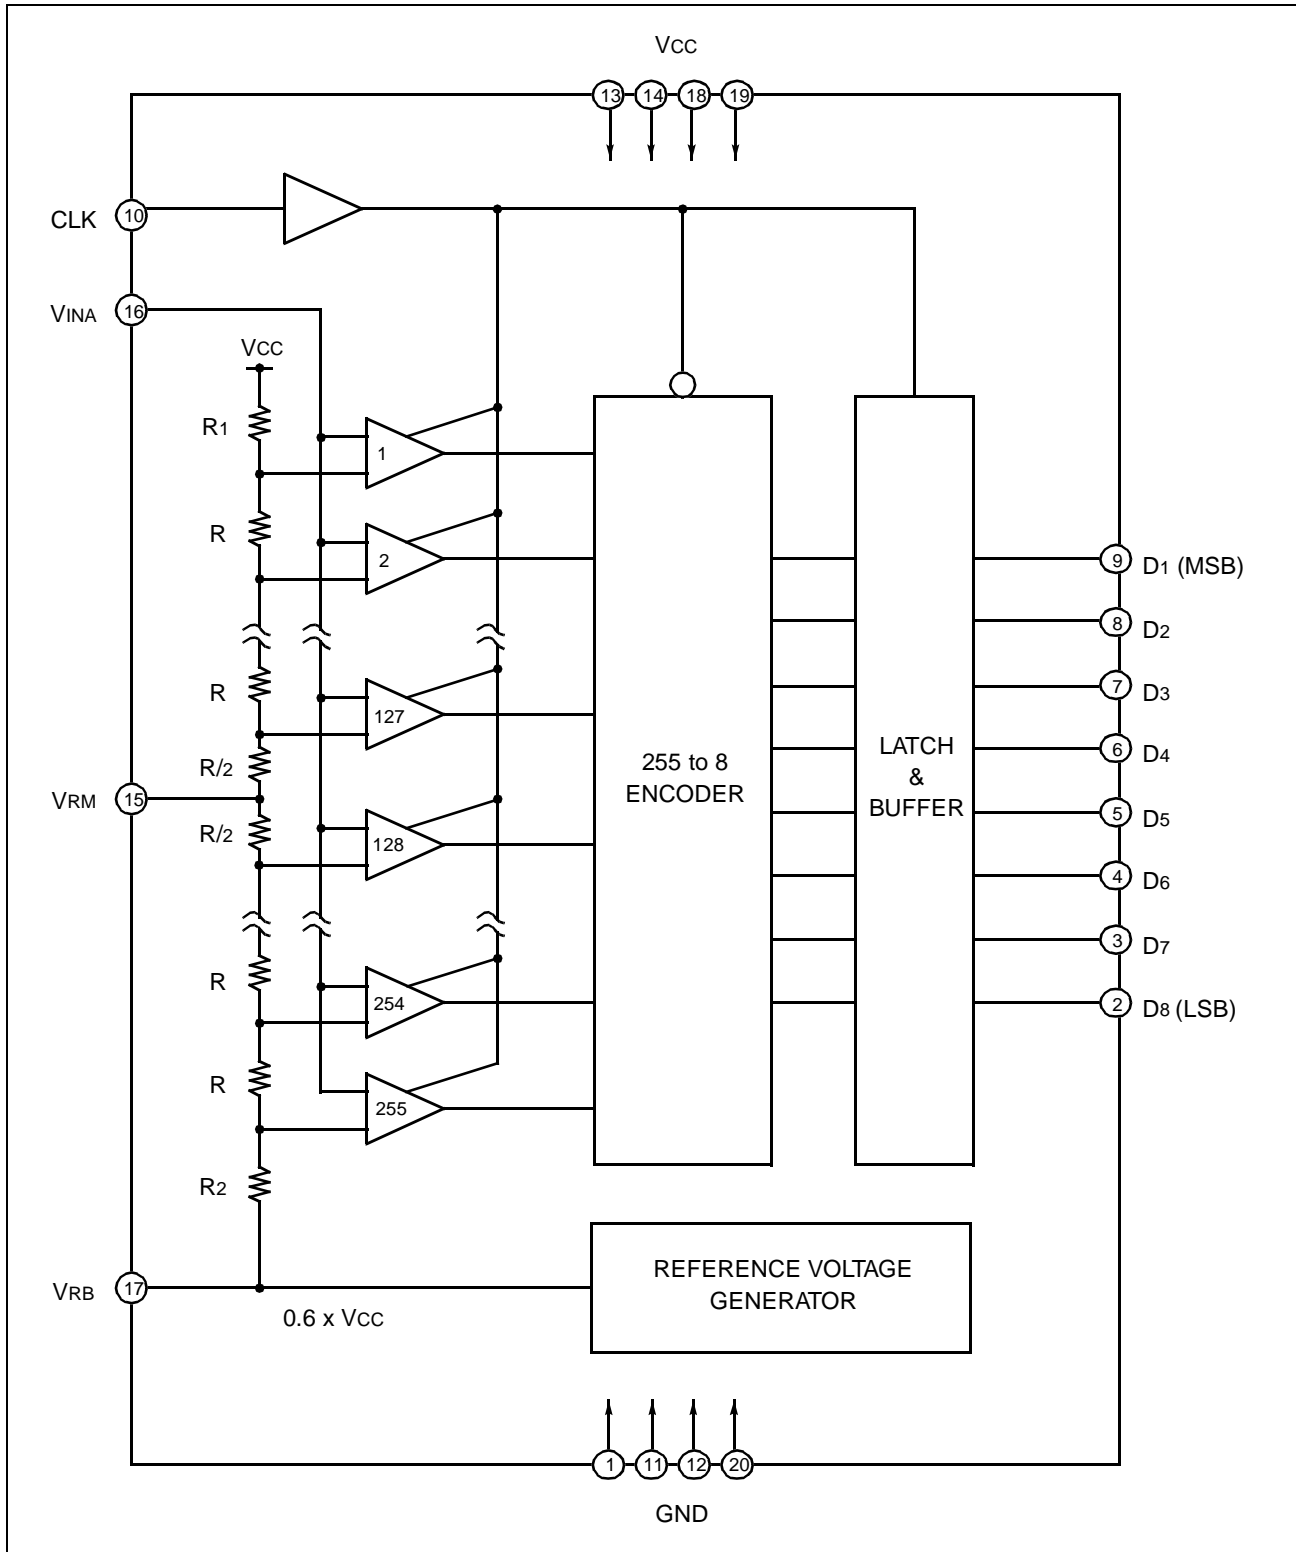 VCC
13 14 18 19
CLK 10
VINA 16
VCC
R1
1
R
2
9 D1 (MSB)
8 D2
R
127
7 D3
R/2
255 to 8
ENCODER
LATCH
&
BUFFER
6 D4
VRM 15
R/2
128
5 D5
4 D6
R
254
3 D7
2 D8 (LSB)
R
255
R2
VRB 17
0.6 x VCC
REFERENCE VOLTAGE
GENERATOR
1 11 12 20
GND